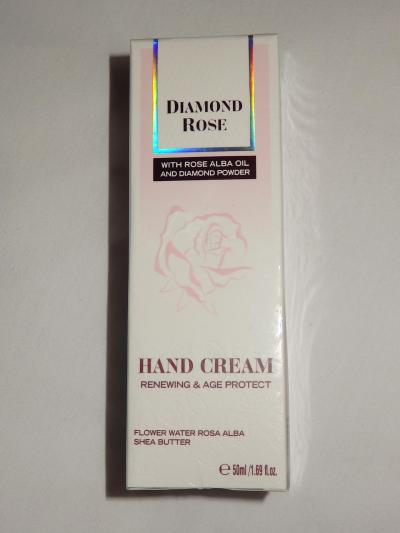 DIAMOND
ROSE
WITH ROSE ALBA OIL
AND DIAMOND POWDER
HAND CREAM
RENEWING & AGE PROTECT
FLOWER WATER ROSA ALBA
SHEA BUTTER
℮ 50ml /1.69 fl.oz.